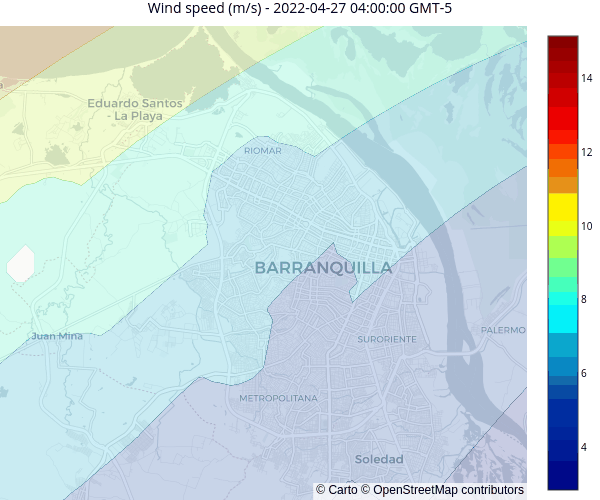 Wind speed (m/s) - 2022-04-27 04:00:00 GMT-5
Eduardo Santos
- La Playa
RIOMAR
BARRANQUILLA
Juan Mina
SURORIENTE
PALERMO
METROPOLITANA
Soledad
© Carto © OpenStreetMap contributors
14
12
10
8
6
4